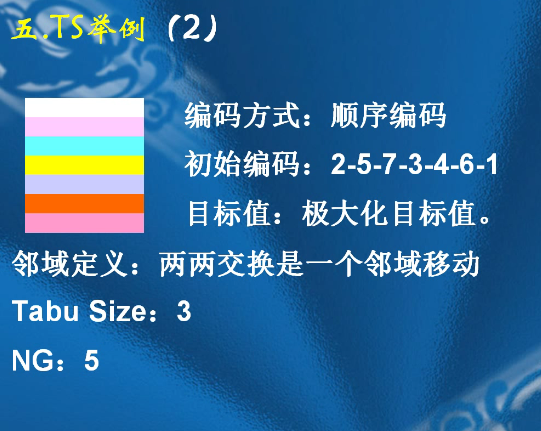 五.TS举例（2）
编码方式：顺序编码
初始编码：2-5-7-3-4-6-1
目标值：极大化目标值。
邻域定义：两两交换是一个邻域移动
Tabu Size：3
NG：5